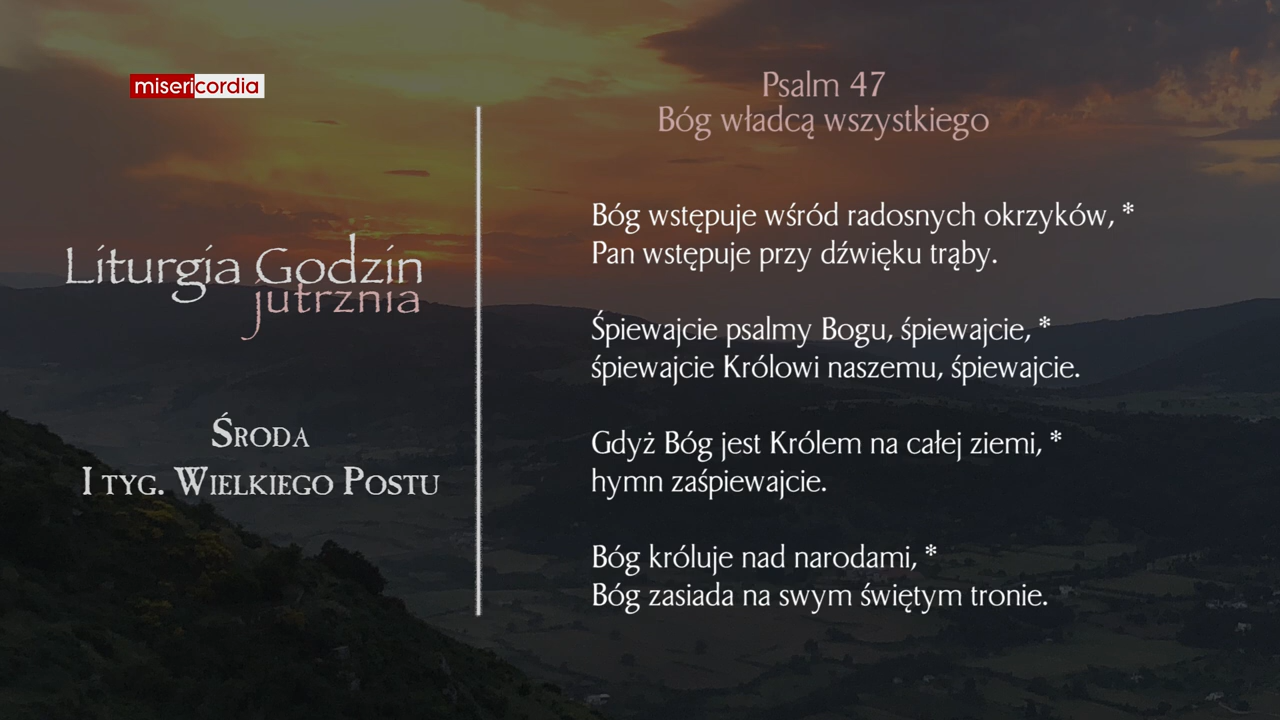 misericordia
Liturgia Godzin
jutrznia
Środa
I tyg. Wielkiego Postu
Psalm 47
Bóg władcą wszystkiego
Bóg wstępuje wśród radosnych okrzyków, *
Pan wstępuje przy dźwięku trąby.
Śpiewajcie psalmy Bogu, śpiewajcie, *
śpiewajcie Królowi naszemu, śpiewajcie.
Gdyż Bóg jest Królem na całej ziemi, *
hymn zaśpiewajcie.
Bóg króluje nad narodami, *
Bóg zasiada na swym świętym tronie.